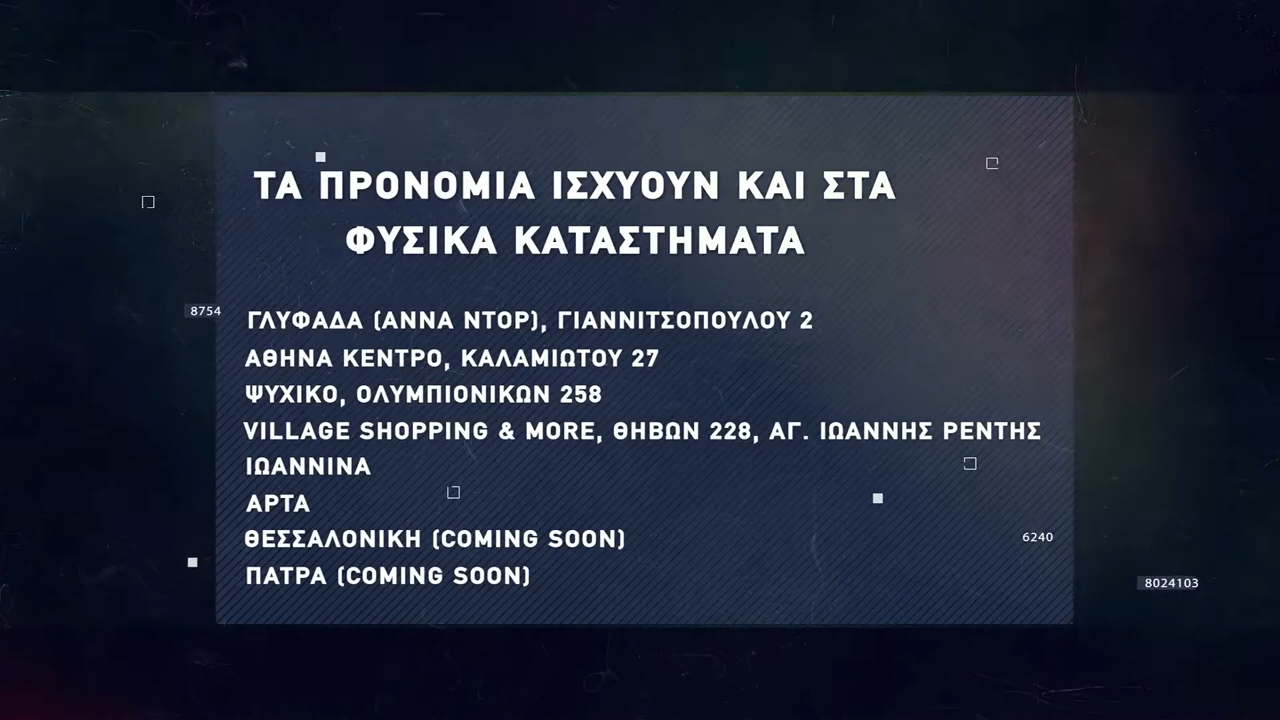 ΤΑ ΠΡΟΝΟΜΙΑ ΙΣΧΥΟΥΝ ΚΑΙ ΣΤΑ
ΦΥΣΙΚΑ ΚΑΤΑΣΤΗΜΑΤΑ
8754
ΓΛΥΦΑΔΑ (ΑΝΝΑ ΝΤΟΡ), ΓΙΑΝΝΙΤΣΟΠΟΥΛΟΥ 2
ΑΘΗΝΑ ΚΕΝΤΡΟ, ΚΑΛΑΜΙΩΤΟΥ 27
ΨΥΧΙΚΟ, ΟΛΥΜΠΙΟΝΙΚΩΝ 258
VILLAGE SHOPPING & MORE, ΘΗΒΩΝ 228, ΑΓ. ΙΩΑΝΝΗΣ ΡΕΝΤΗΣ
ΙΩΑΝΝΙΝΑ
ΑΡΤΑ
ΘΕΣΣΑΛΟΝΙΚΗ (COMING SOON)
6240
ΠΑΤΡΑ (COMING SOON)
8024103